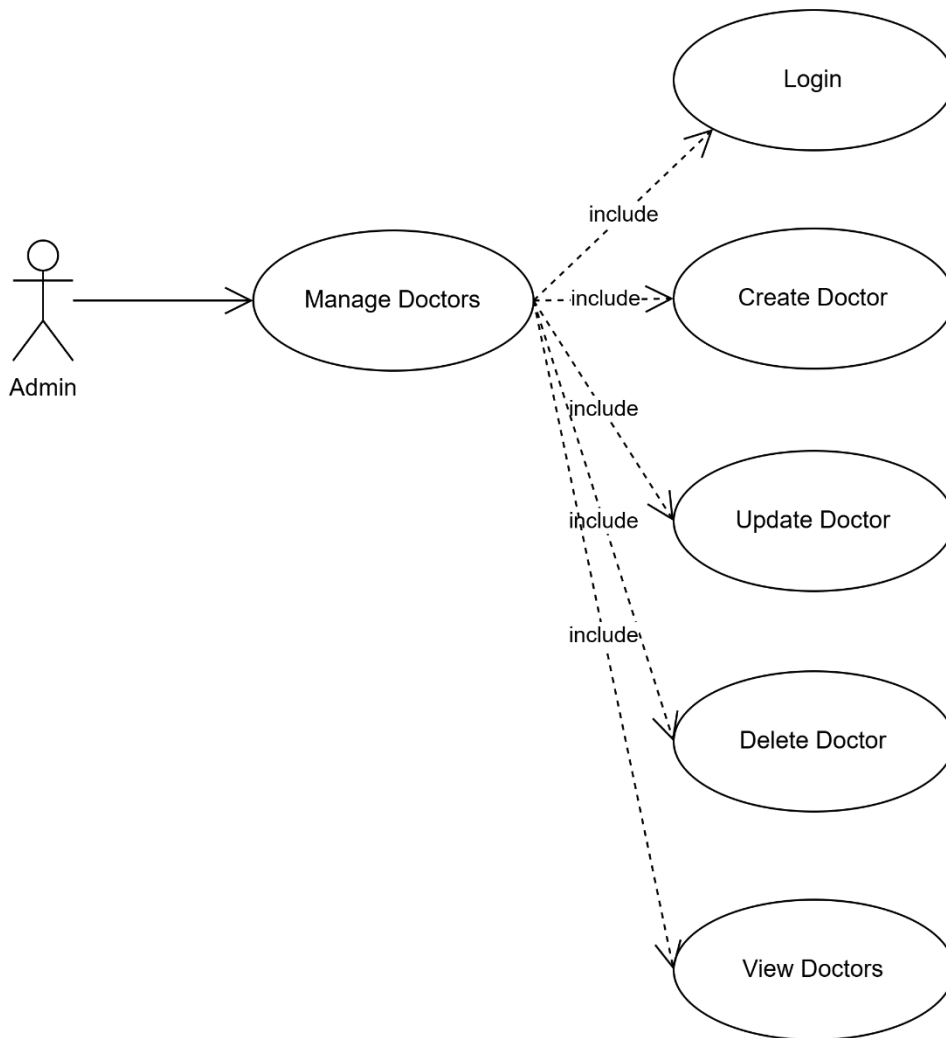 Login
include
Admin
Manage Doctors
include
Create Doctor
include
Update Doctor
include
Delete Doctor
include
View Doctors